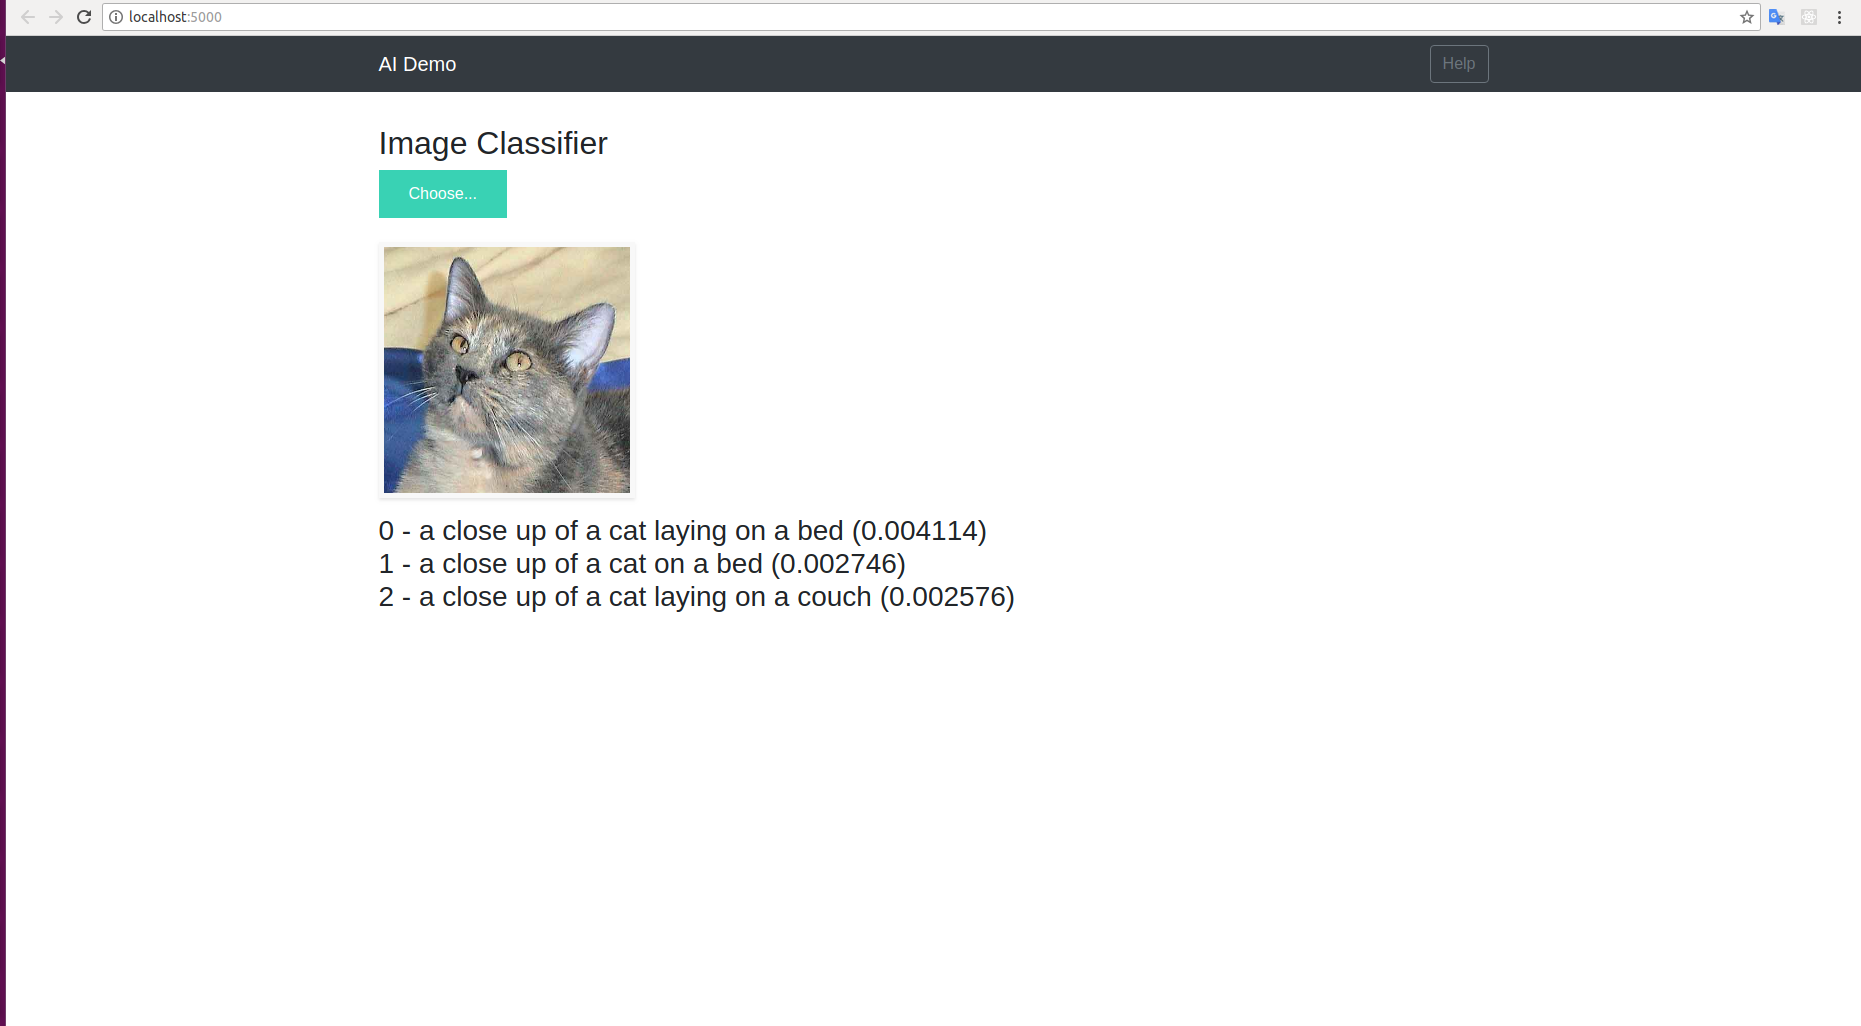 localhost:5000
AI Demo
Help
Image Classifier
Choose...
0 - a close up of a cat laying on a bed (0.004114)
1 - a close up of a cat on a bed (0.002746)
2 - a close up of a cat laying on a couch (0.002576)